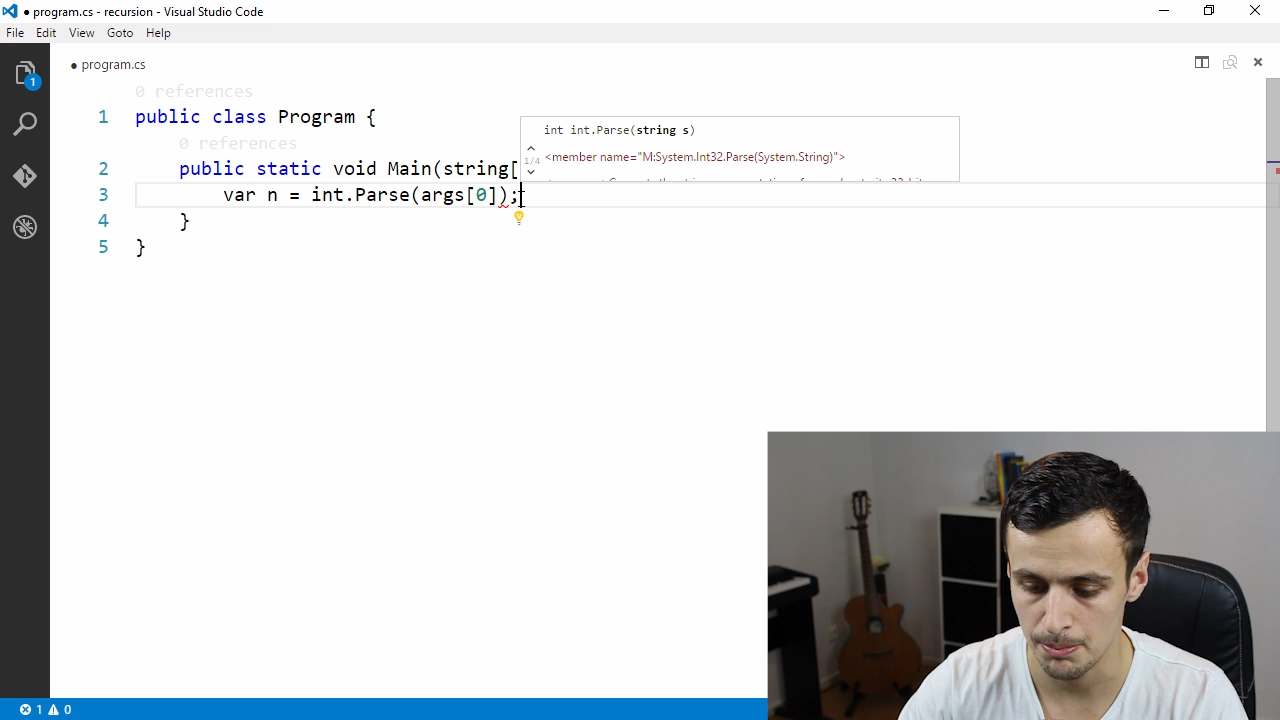 ● program.cs - recursion - Visual Studio Code
File Edit View Goto Help
1
● program.cs
0 references
1 public class Program {
int int.Parse(string s)
0 references
1/4 <member name="M:System.Int32.Parse(System.String)">
2 public static void Main(string[
3 var n = int.Parse(args[0]);
4 }
5 }
1 0